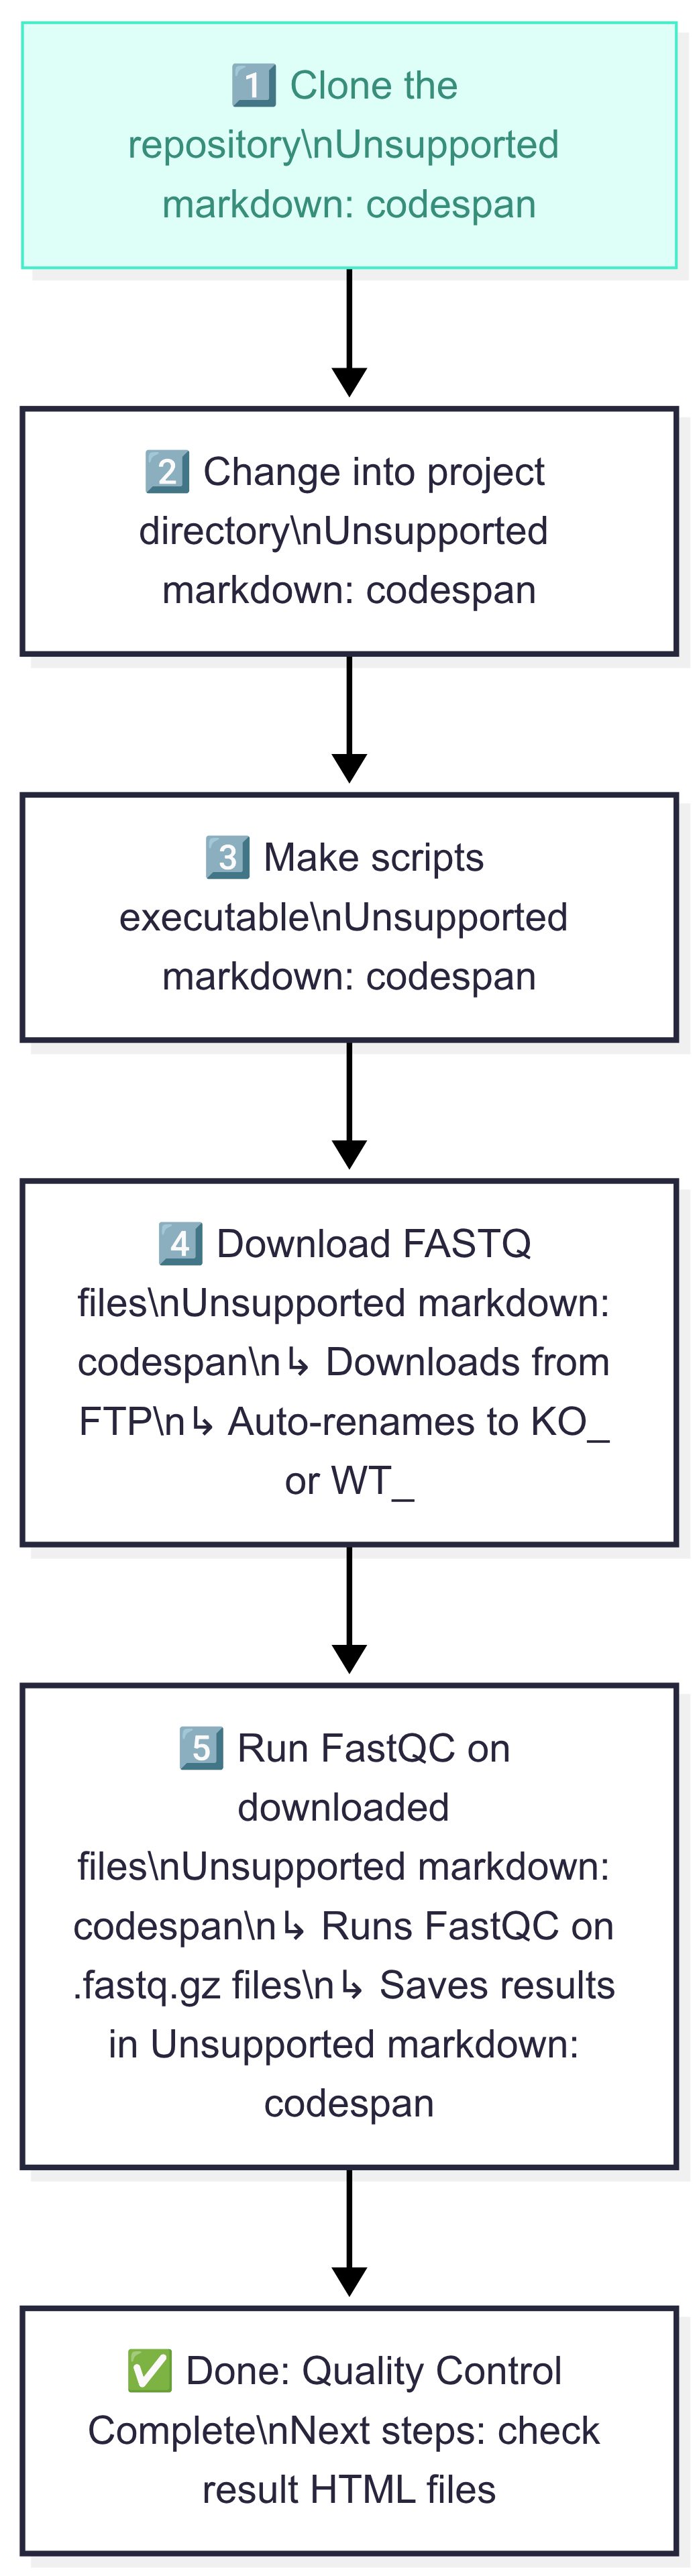 1️⃣ Clone the
repository\nUnsupported
markdown: codespan
2️⃣ Change into project
directory\nUnsupported
markdown: codespan
3️⃣ Make scripts
executable\nUnsupported
markdown: codespan
4️⃣ Download FASTQ
files\nUnsupported markdown:
codespan\n↳ Downloads from
FTP\n↳ Auto-renames to KO_
or WT_
5️⃣ Run FastQC on
downloaded
files\nUnsupported markdown:
codespan\n↳ Runs FastQC on
.fastq.gz files\n↳ Saves results
in Unsupported markdown:
codespan
✅ Done: Quality Control
Complete\nNext steps: check
result HTML files